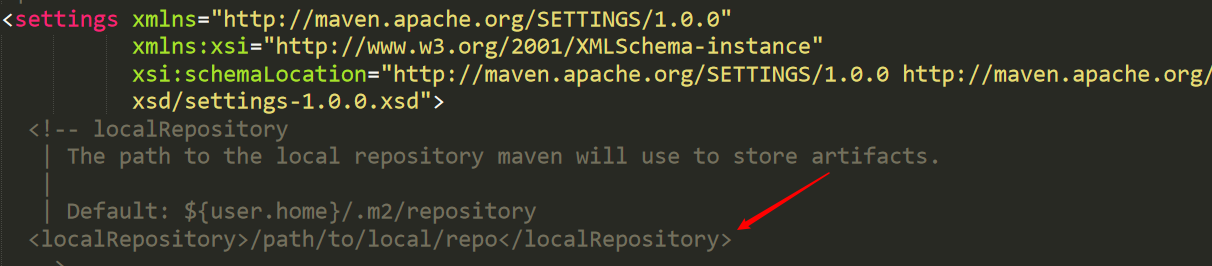 <settings xmlns="http://maven.apache.org/SETTINGS/1.0.0"
xmlns:xsi="http://www.w3.org/2001/XMLSchema-instance"
xsi:schemaLocation="http://maven.apache.org/SETTINGS/1.0.0 http://maven.apache.org/
xsd/settings-1.0.0.xsd">
<!-- localRepository
| The path to the local repository maven will use to store artifacts.
|
| Default: ${user.home}/.m2/repository
<localRepository>/path/to/local/repo</localRepository>